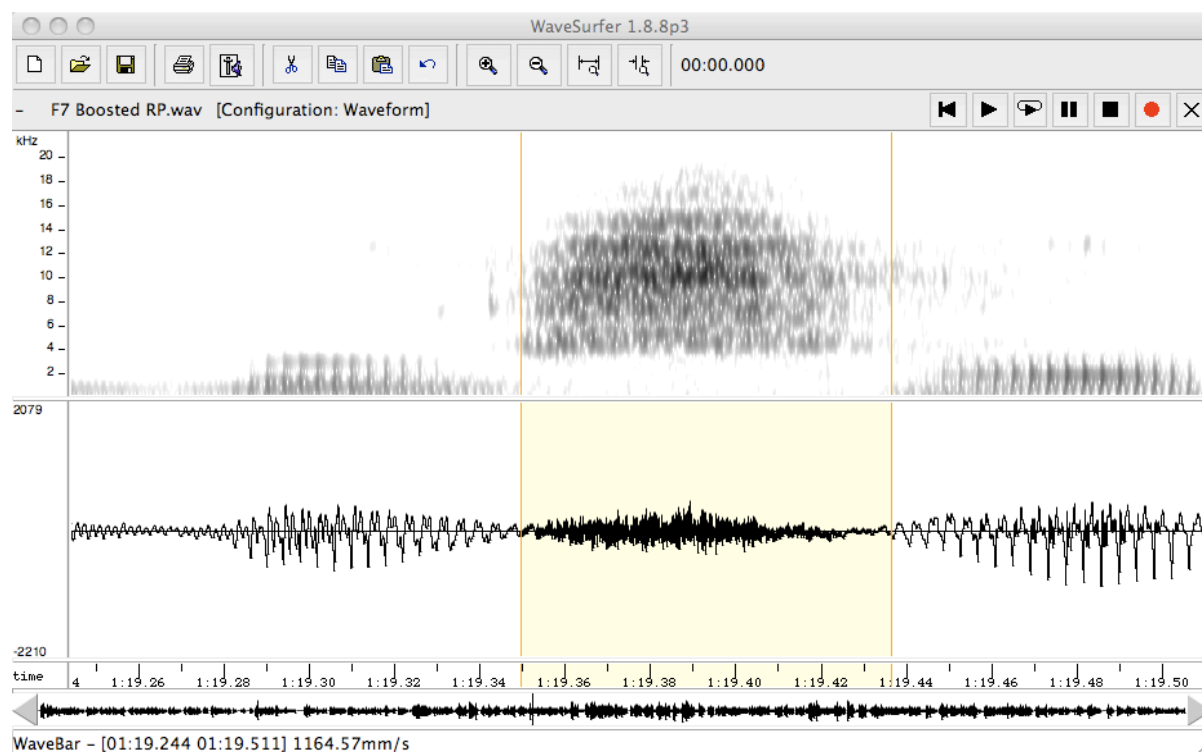 WaveSurfer 1.8.8p3
00:00.000
– F7 Boosted RP.wav [Configuration: Waveform]
kHz
20
18
16
14
12
10
8
6
4
2
2079
-2210
time 4 1:19.26 1:19.28 1:19.30 1:19.32 1:19.34 1:19.36 1:19.38 1:19.40 1:19.42 1:19.44 1:19.46 1:19.48 1:19.50
WaveBar – [01:19.244 01:19.511] 1164.57mm/s